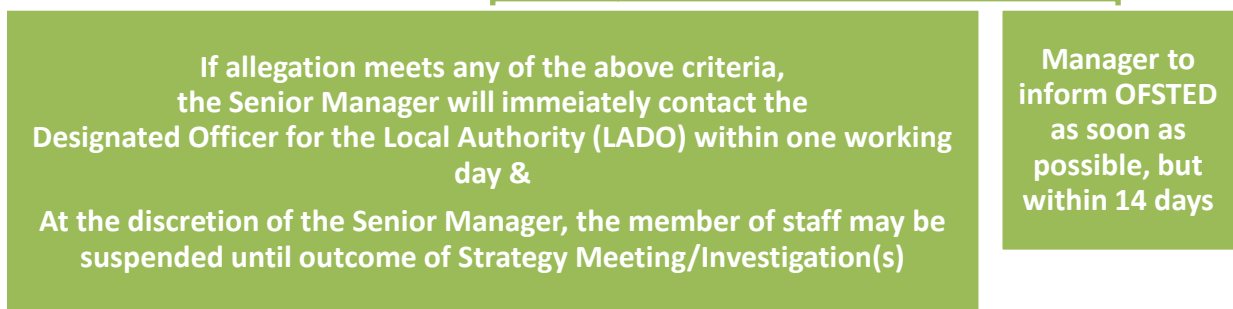 If allegation meets any of the above criteria,
the Senior Manager will immeiately contact the
Designated Officer for the Local Authority (LADO) within one working
day &
At the discretion of the Senior Manager, the member of staff may be
suspended until outcome of Strategy Meeting/Investigation(s)
Manager to
inform OFSTED
as soon as
possible, but
within 14 days